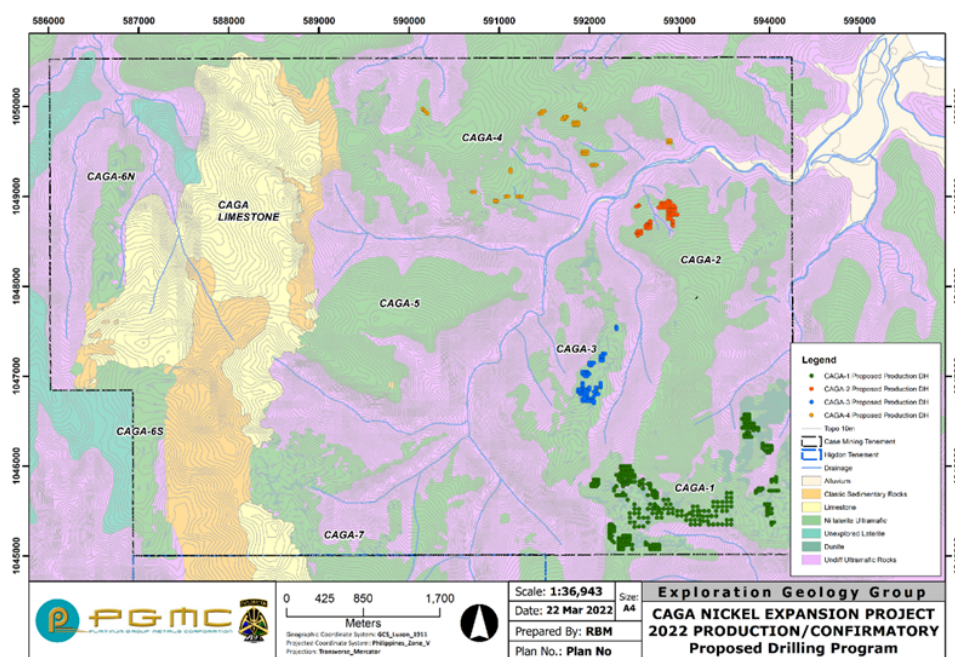 586000 587000 588000 589000 590000 591000 592000 593000 594000 595000
1050000
1049000
1048000
1047000
1046000
1045000
CAGA-4
CAGA-6N
CAGA
LIMESTONE
CAGA-2
CAGA-5
CAGA-3
CAGA-6S
CAGA-1
CAGA-7
Legend
CAGA-1 Proposed Production DH
CAGA-2 Proposed Production DH
CAGA-3 Proposed Production DH
CAGA-4 Proposed Production DH
Topo 10m
Case Mining Tenement
Higdon Tenement
Drainage
Alluvium
Classic Sedimentary Rocks
Limestone
Ni laterite Ultramafic
Unexplored Laterite
Dunite
Undiff Ultramafic Rocks
PGMC
PLATINUM GROUP METALS CORPORATION
0 425 850 1,700
Meters
Geographic Coordinate System: GCS_Luzon_1911
Coordinate System: Philippines_Zone_V
Projection: Transverse_Mercator
Scale: 1:36,943
Size:
A4
Date: 22 Mar 2022
Prepared By: RBM
Plan No.: Plan No
Exploration Geology Group
CAGA NICKEL EXPANSION PROJECT
2022 PRODUCTION/CONFIRMATORY
Proposed Drilling Program